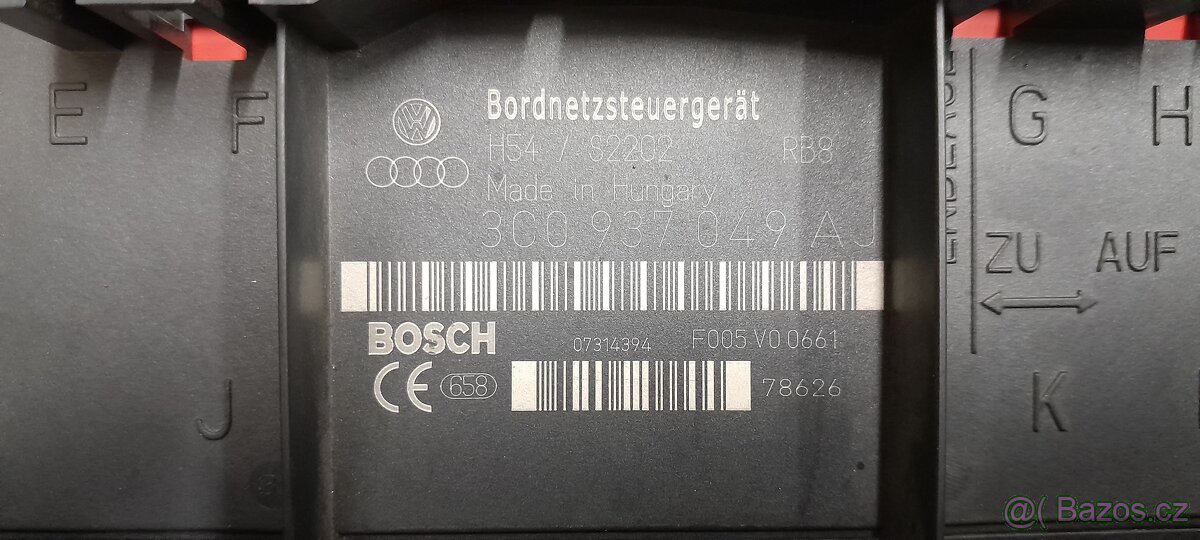 E F
Bordnetzsteuergerät
H54 / S2202 RB8
Made in Hungary
3C0 937 049 AJ
BOSCH 07314394 F005 V0 0661
CE 658 78626
J
G H
ZU AUF
K
@( Bazos.cz